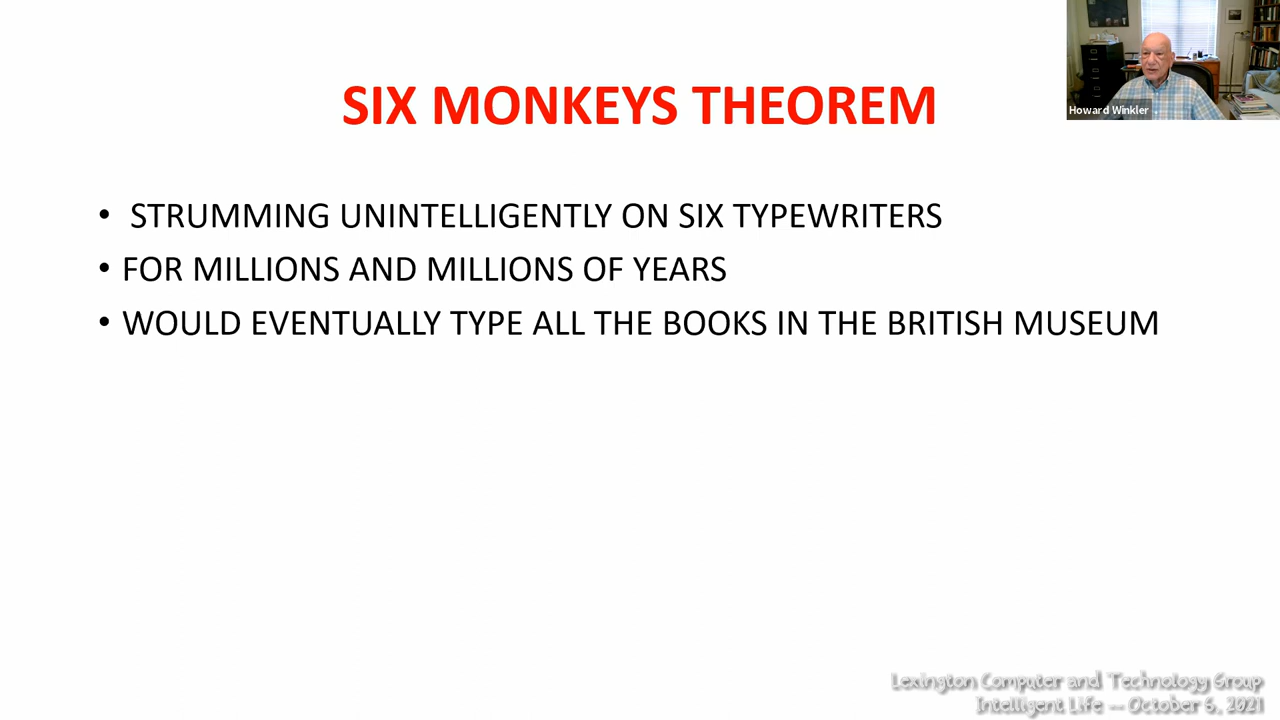 SIX MONKEYS THEOREM
Howard Winkler
• STRUMMING UNINTELLIGENTLY ON SIX TYPEWRITERS
• FOR MILLIONS AND MILLIONS OF YEARS
• WOULD EVENTUALLY TYPE ALL THE BOOKS IN THE BRITISH MUSEUM
Lexington Computer and Technology Group
Intelligent Life -- October 6, 2021